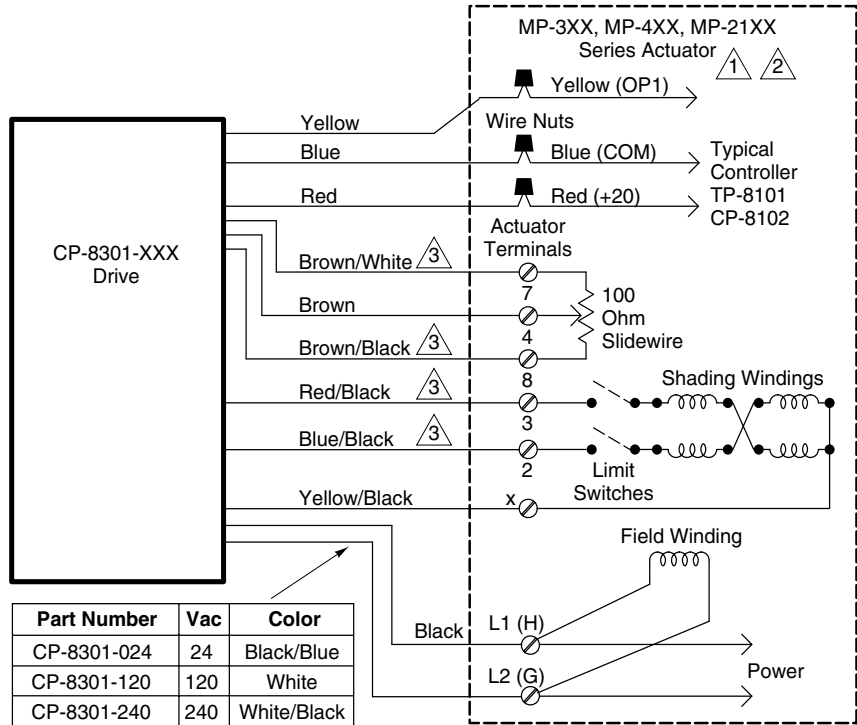 MP-3XX, MP-4XX, MP-21XX
Series Actuator
1
2
Yellow (OP1)
Yellow
Wire Nuts
Blue
Blue (COM)
Typical
Controller
TP-8101
CP-8102
Red
Red (+20)
CP-8301-XXX
Drive
Actuator
Terminals
Brown/White
3
7
100
Ohm
Slidewire
Brown
4
Brown/Black
3
8
Shading Windings
Red/Black
3
3
Blue/Black
3
2
Limit
Switches
Yellow/Black
x
Field Winding
Part Number Vac Color
CP-8301-024 24 Black/Blue
CP-8301-120 120 White
CP-8301-240 240 White/Black
Black
L1 (H)
L2 (G)
Power